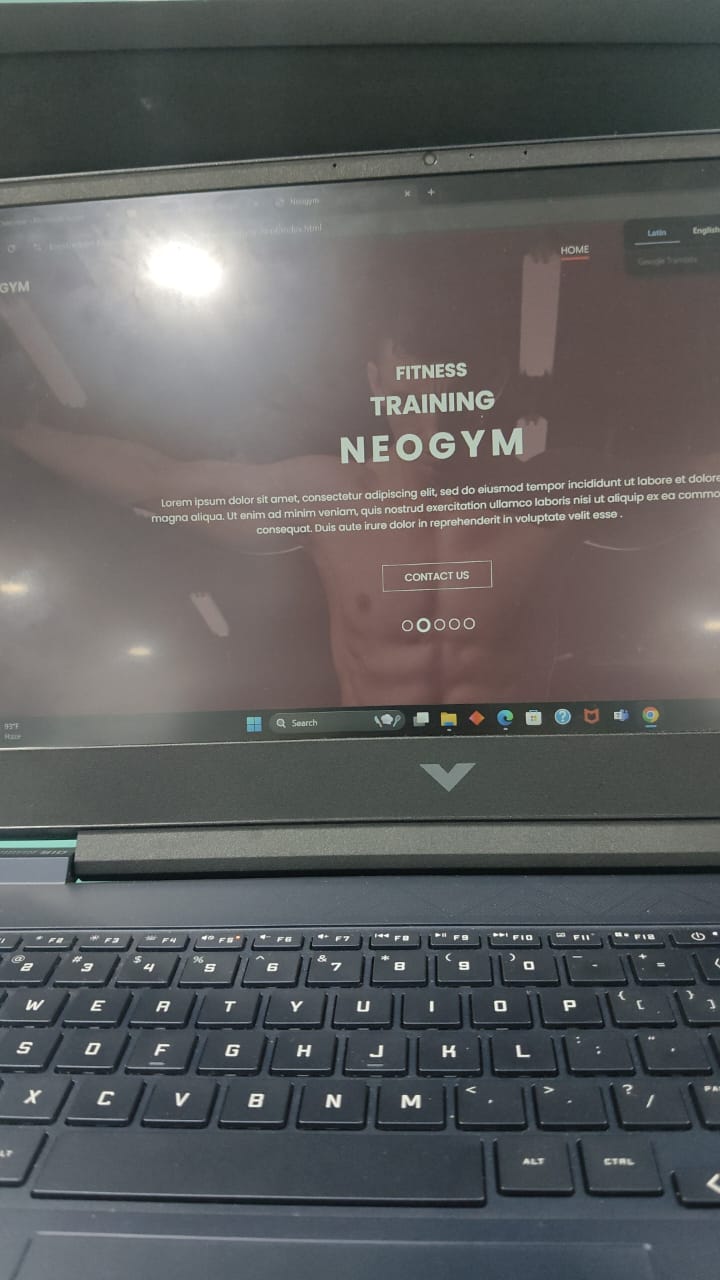 Neogym
index.html
GYM
HOME
Latin English
Google Translate
FITNESS
TRAINING
NEOGYM
Lorem ipsum dolor sit amet, consectetur adipiscing elit, sed do eiusmod tempor incididunt ut labore et dolore
magna aliqua. Ut enim ad minim veniam, quis nostrud exercitation ullamco laboris nisi ut aliquip ex ea commo
consequat. Duis aute irure dolor in reprehenderit in voluptate velit esse .
CONTACT US
93°F
Haze
Search
F2 F3 F4 F5 F6 F7 F8 F9 F10 F11 F12
@ # $ % ^ & * ( ) _ +
2 3 4 5 6 7 8 9 0 - =
W E R T Y U I O P { [ } ]
S D F G H J K L : ; " '
X C V B N M < , > . ? /
ALT CTRL